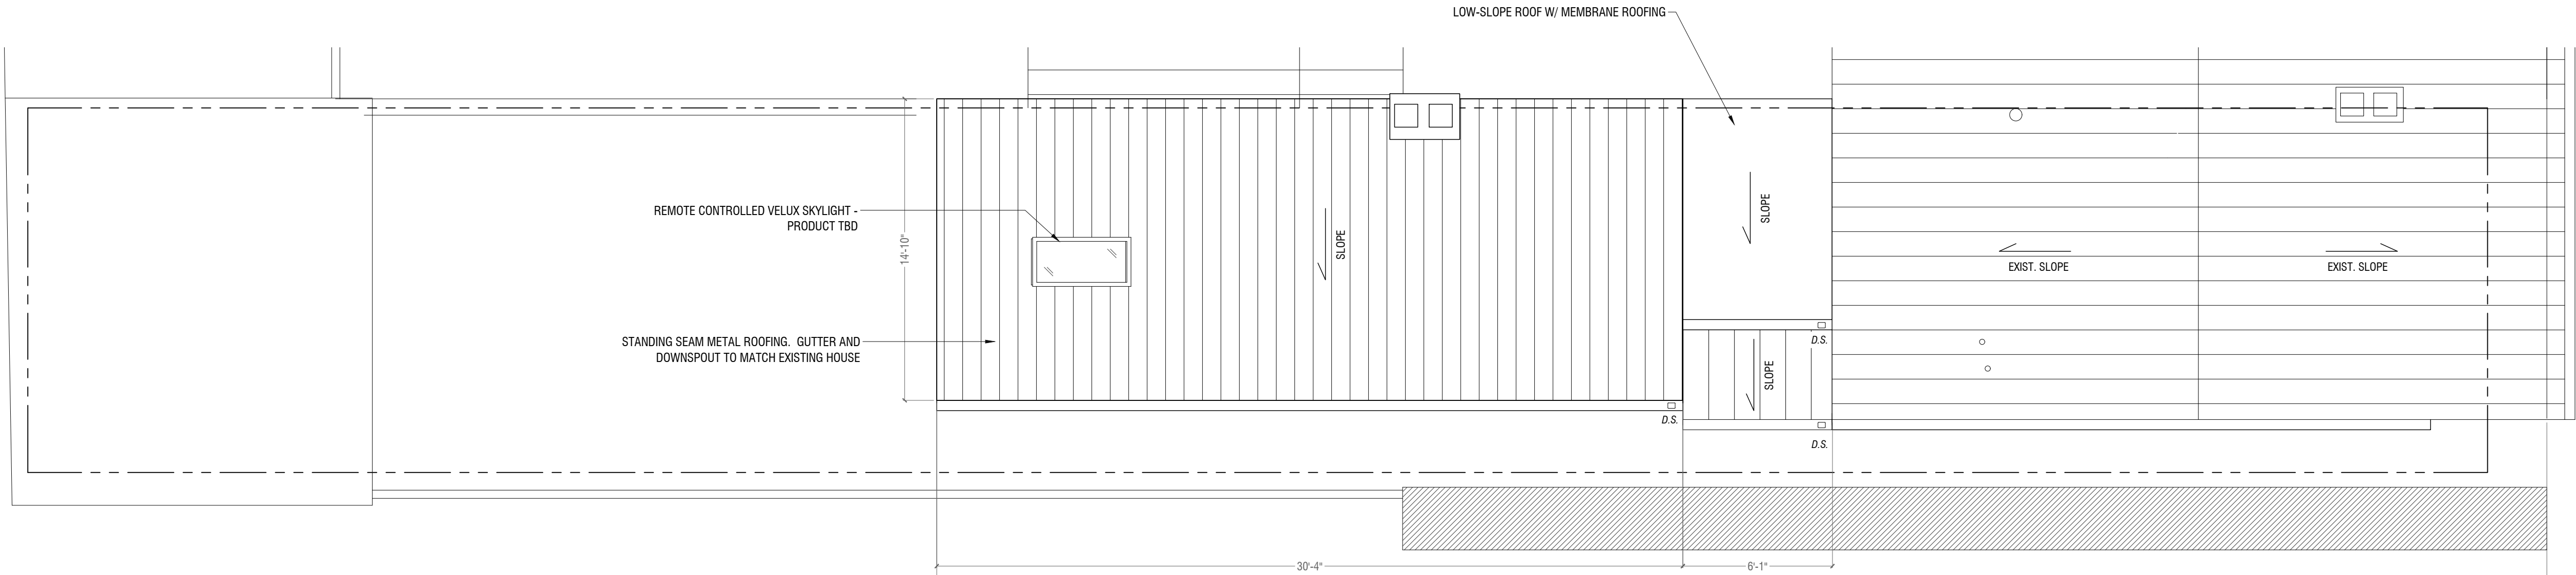 LOW-SLOPE ROOF W/ MEMBRANE ROOFING
REMOTE CONTROLLED VELUX SKYLIGHT -
PRODUCT TBD
14'-10"
SLOPE
SLOPE
EXIST. SLOPE
EXIST. SLOPE
STANDING SEAM METAL ROOFING. GUTTER AND
DOWNSPOUT TO MATCH EXISTING HOUSE
D.S.
SLOPE
D.S.
D.S.
30'-4"
6'-1"